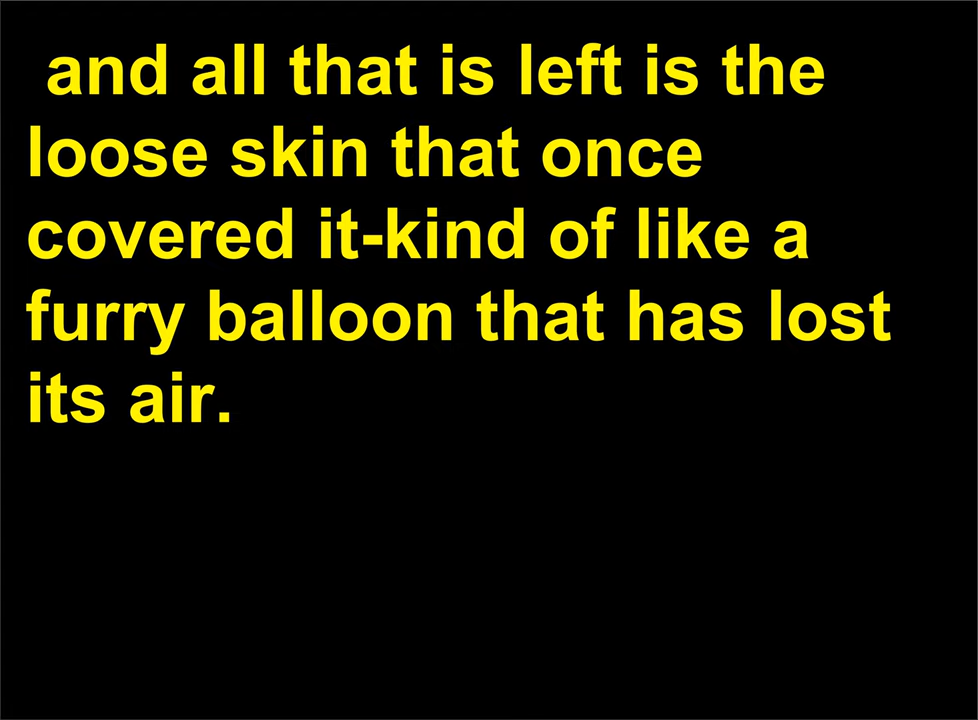 and all that is left is the
loose skin that once
covered it-kind of like a
furry balloon that has lost
its air.